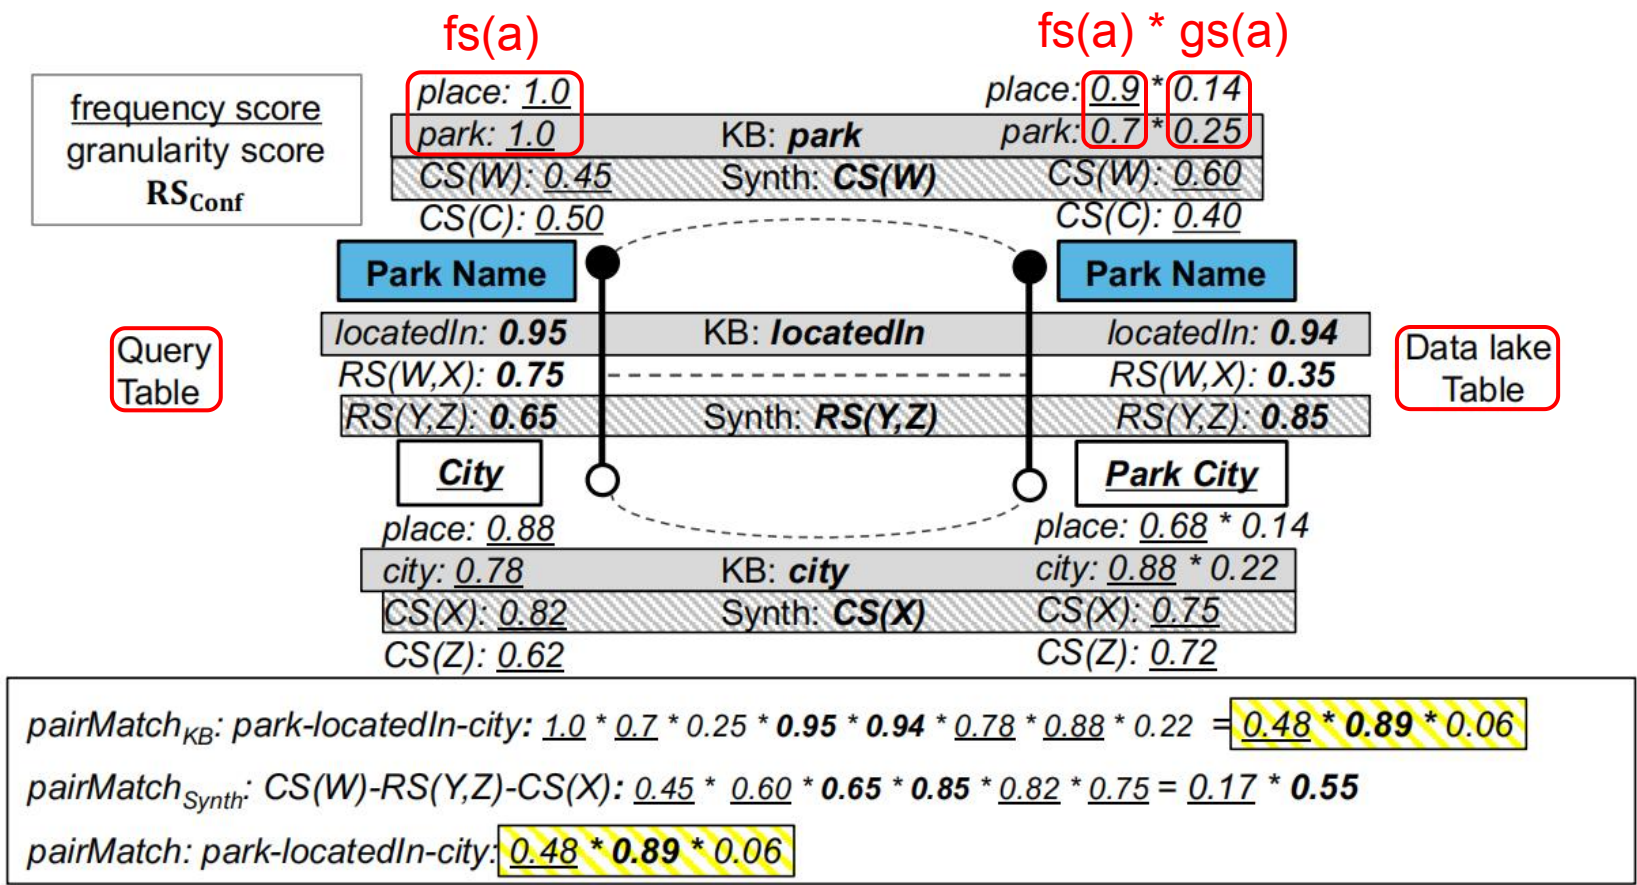 fs(a)
fs(a) * gs(a)
frequency score
granularity score
RS_Conf
place: 1.0
place: 0.9 * 0.14
park: 1.0 KB: park park: 0.7 * 0.25
CS(W): 0.45 Synth: CS(W) CS(W): 0.60
CS(C): 0.50 CS(C): 0.40
Park Name Park Name
locatedIn: 0.95 KB: locatedIn locatedIn: 0.94
Query
Table
Data lake
Table
RS(W,X): 0.75 RS(W,X): 0.35
RS(Y,Z): 0.65 Synth: RS(Y,Z) RS(Y,Z): 0.85
City Park City
place: 0.88 place: 0.68 * 0.14
city: 0.78 KB: city city: 0.88 * 0.22
CS(X): 0.82 Synth: CS(X) CS(X): 0.75
CS(Z): 0.62 CS(Z): 0.72
pairMatch_KB: park-locatedIn-city: 1.0 * 0.7 * 0.25 * 0.95 * 0.94 * 0.78 * 0.88 * 0.22 = 0.48 * 0.89 * 0.06
pairMatch_Synth: CS(W)-RS(Y,Z)-CS(X): 0.45 * 0.60 * 0.65 * 0.85 * 0.82 * 0.75 = 0.17 * 0.55
pairMatch: park-locatedIn-city: 0.48 * 0.89 * 0.06